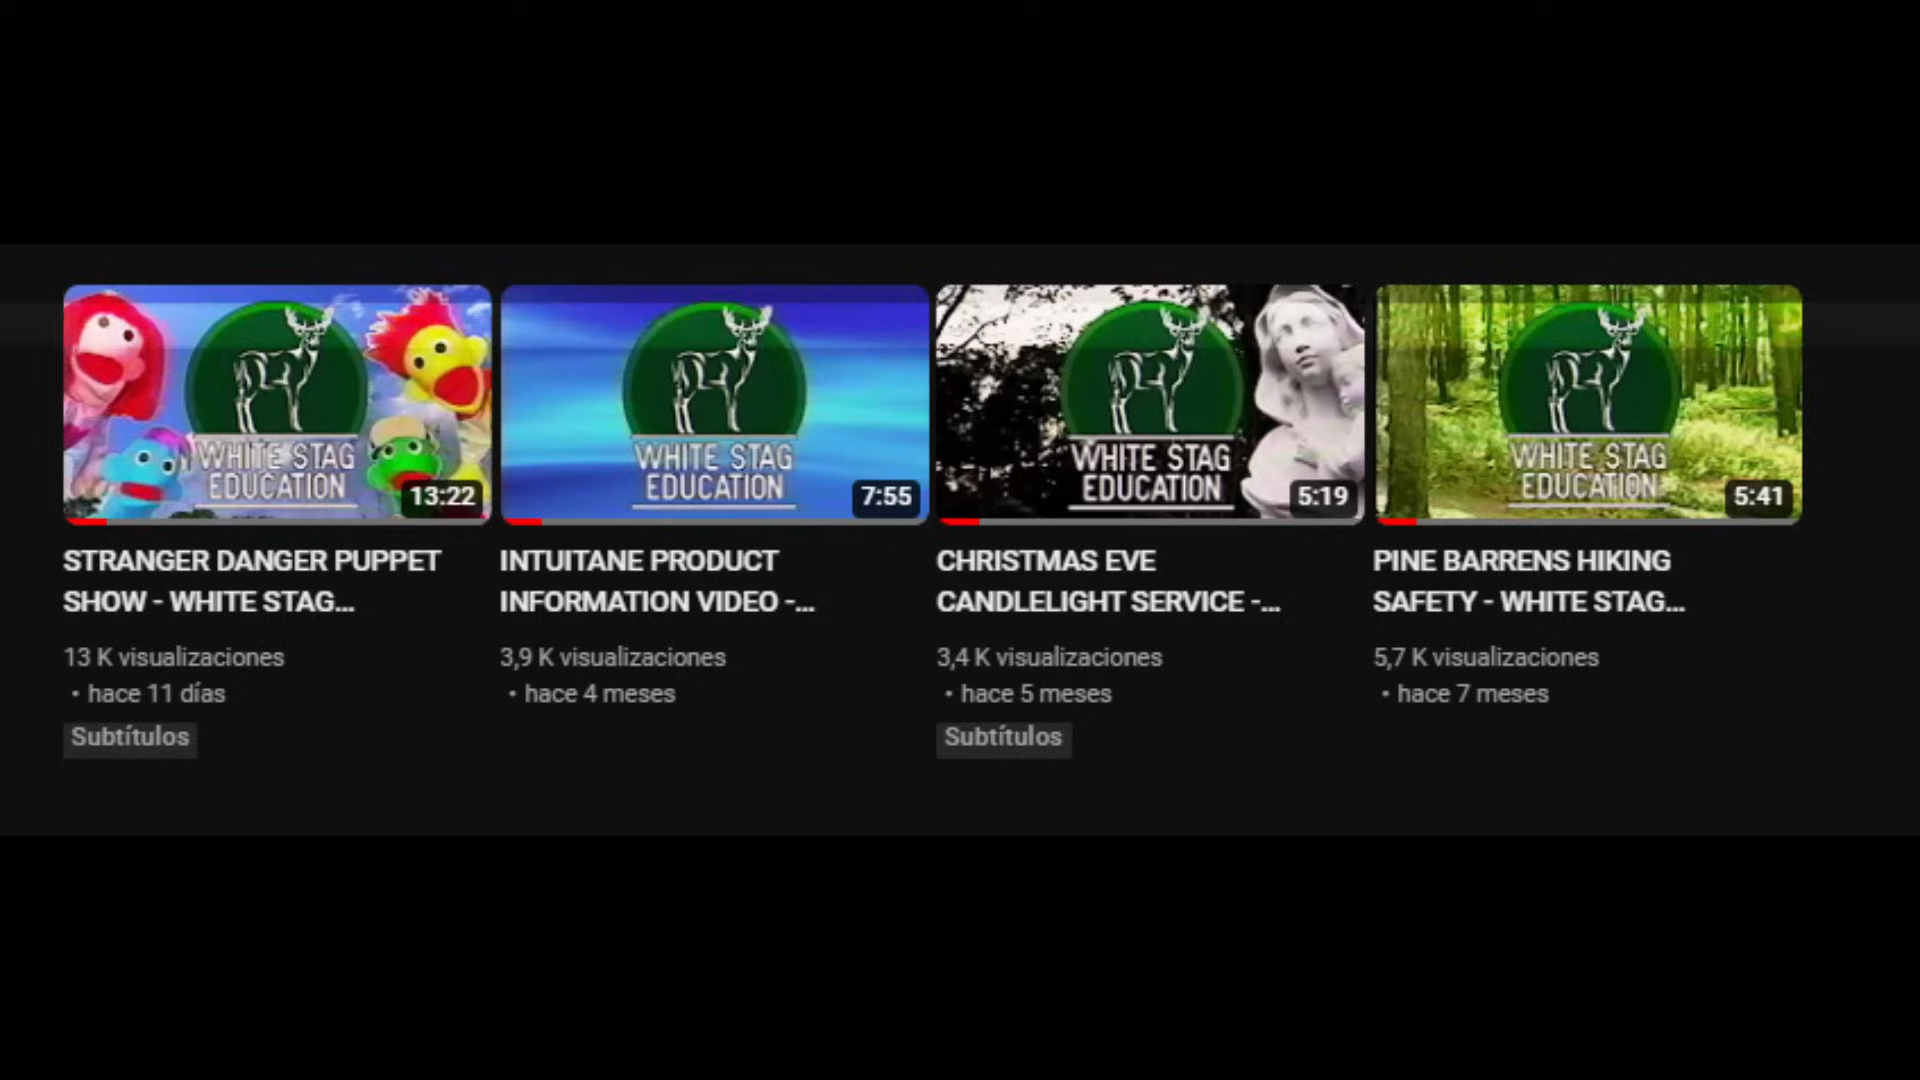 WHITE STAG
EDUCATION
13:22
STRANGER DANGER PUPPET
SHOW - WHITE STAG...
13 K visualizaciones
• hace 11 días
Subtítulos
WHITE STAG
EDUCATION
7:55
INTUITANE PRODUCT
INFORMATION VIDEO -...
3,9 K visualizaciones
• hace 4 meses
WHITE STAG
EDUCATION
5:19
CHRISTMAS EVE
CANDLELIGHT SERVICE -...
3,4 K visualizaciones
• hace 5 meses
Subtítulos
WHITE STAG
EDUCATION
5:41
PINE BARRENS HIKING
SAFETY - WHITE STAG...
5,7 K visualizaciones
• hace 7 meses